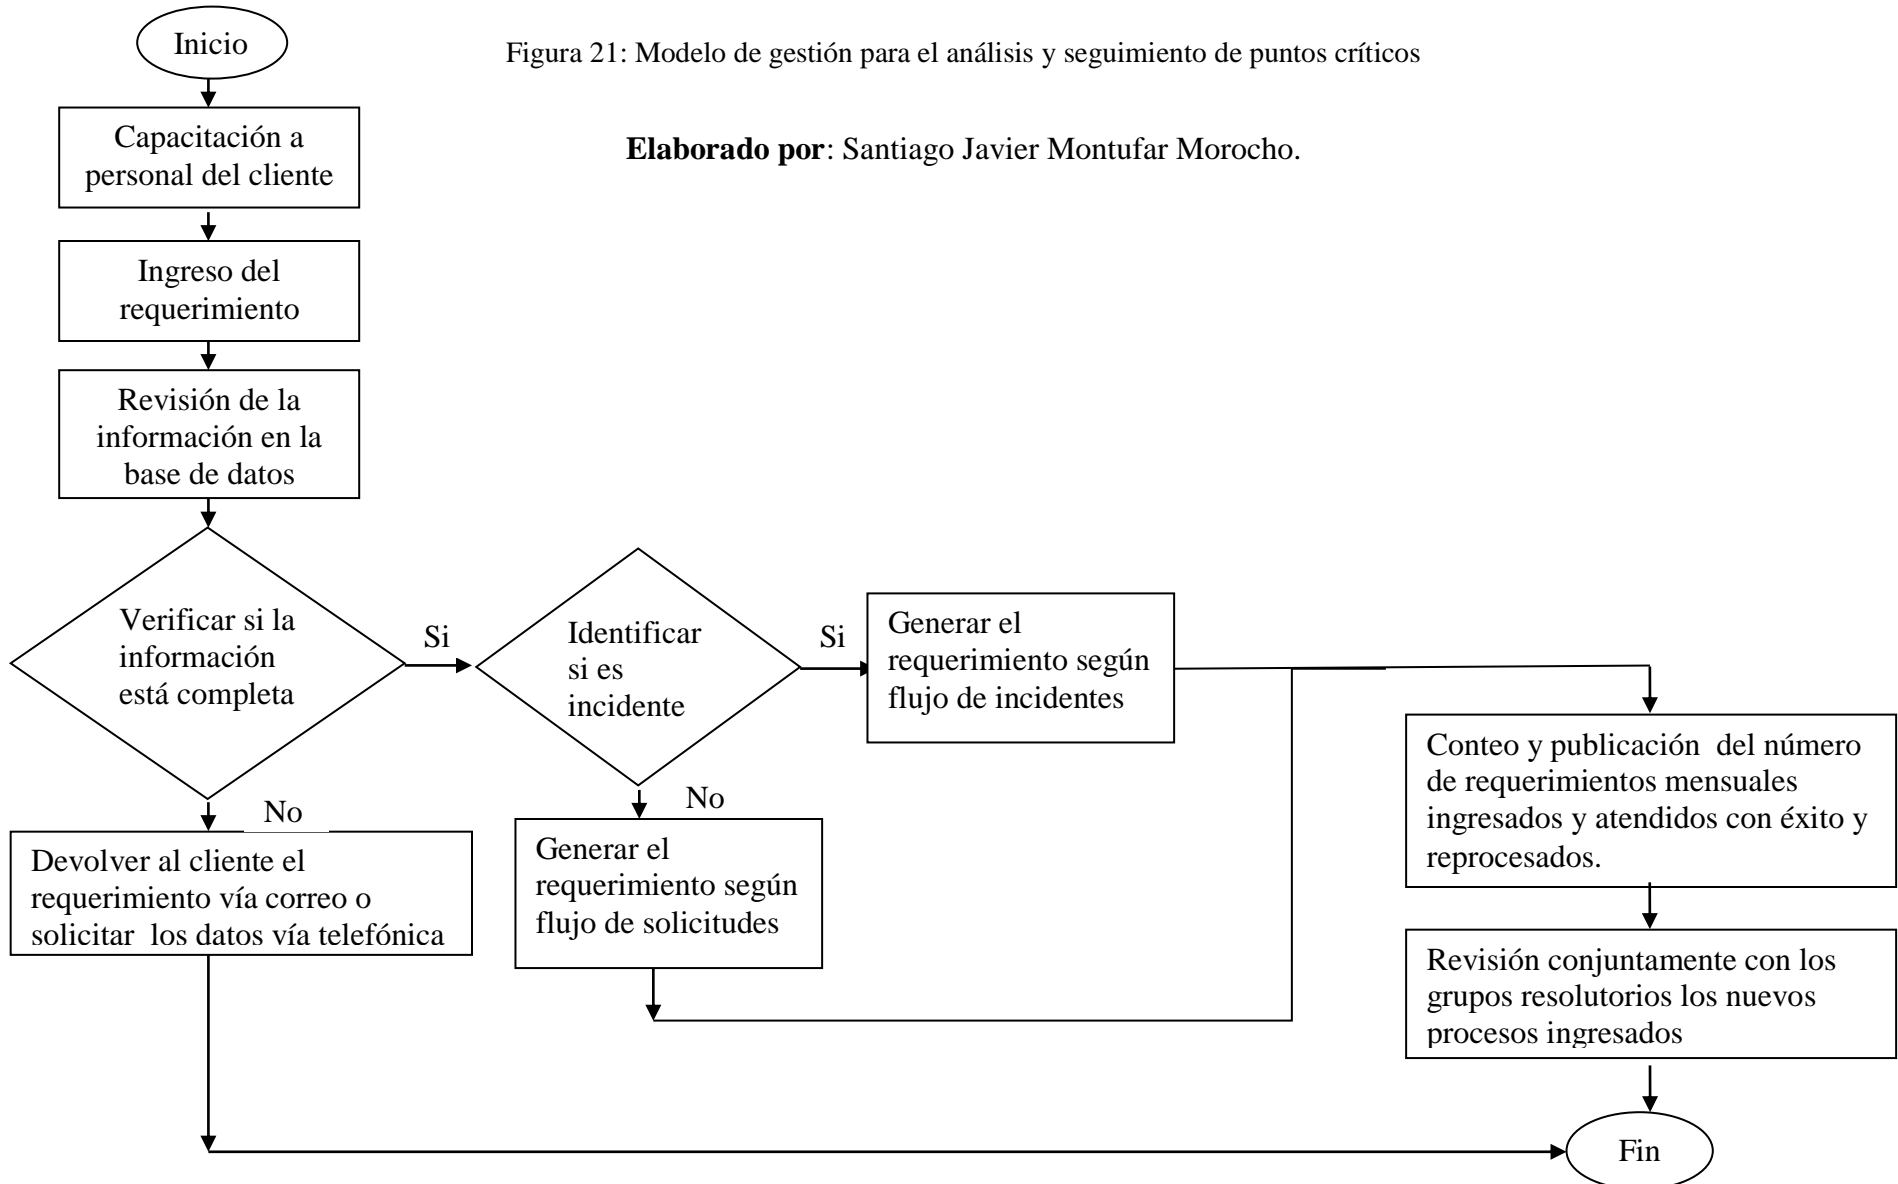 Inicio
Figura 21: Modelo de gestión para el análisis y seguimiento de puntos críticos
Elaborado por: Santiago Javier Montufar Morocho.
Capacitación a
personal del cliente
Ingreso del
requerimiento
Revisión de la
información en la
base de datos
Verificar si la
información
está completa
Si
No
Devolver al cliente el
requerimiento vía correo o
solicitar los datos vía telefónica
Identificar
si es
incidente
Si
No
Generar el
requerimiento según
flujo de solicitudes
Generar el
requerimiento según
flujo de incidentes
Conteo y publicación del número
de requerimientos mensuales
ingresados y atendidos con éxito y
reprocesados.
Revisión conjuntamente con los
grupos resolutorios los nuevos
procesos ingresados
Fin